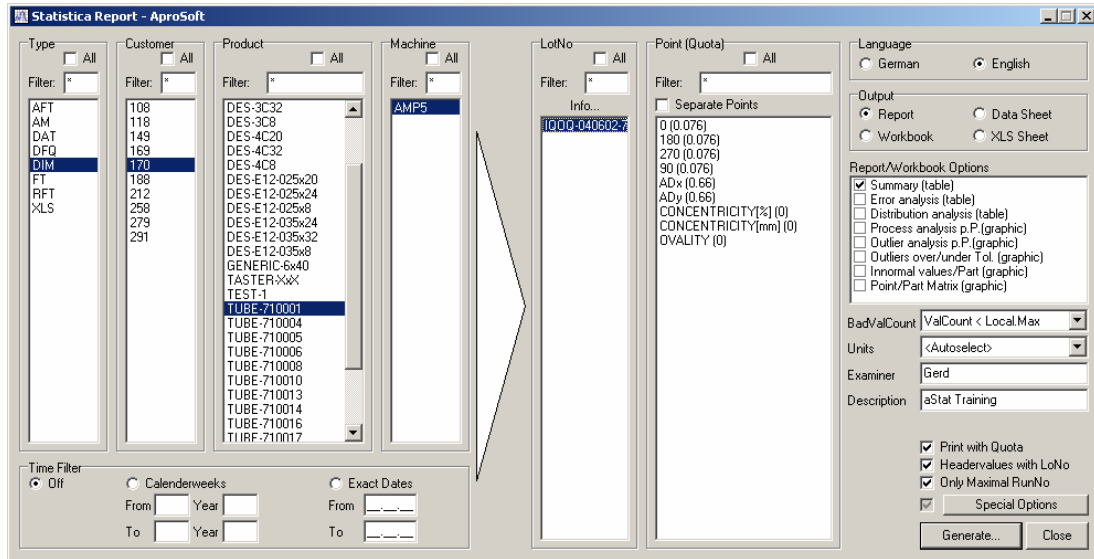 Statistica Report - AproSoft
Type
All
Filter: *
AFT
AM
DAT
DFQ
DIM
FT
RFT
XLS
Customer
All
Filter: *
108
118
149
169
170
188
212
258
279
291
Product
All
Filter: *
DES-3C32
DES-3C8
DES-4C20
DES-4C32
DES-4C8
DES-E12-025x20
DES-E12-025x24
DES-E12-025x8
DES-E12-035x24
DES-E12-035x32
DES-E12-035x8
GENERIC-6x40
TASTER-XxX
TEST-1
TUBE-710001
TUBE-710004
TUBE-710005
TUBE-710006
TUBE-710008
TUBE-710010
TUBE-710013
TUBE-710014
TUBE-710016
TUBE-710017
Machine
All
Filter: *
AMP5
Time Filter
Off
Calenderweeks
Exact Dates
From Year From __.__.__
To Year To __.__.__
LotNo
All
Filter: *
Info...
IQOQ-040602-7
Point (Quota)
All
Filter: *
Separate Points
0 (0.076)
180 (0.076)
270 (0.076)
90 (0.076)
ADx (0.66)
ADy (0.66)
CONCENTRICITY[%] (0)
CONCENTRICITY[mm] (0)
OVALITY (0)
Language
German English
Output
Report Data Sheet
Workbook XLS Sheet
Report/Workbook Options
Summary (table)
Error analysis (table)
Distribution analysis (table)
Process analysis p.P.(graphic)
Outlier analysis p.P.(graphic)
Outliers over/under Tol. (graphic)
Innormal values/Part (graphic)
Point/Part Matrix (graphic)
BadValCount ValCount < Local.Max
Units <Autoselect>
Examiner Gerd
Description aStat Training
Print with Quota
Headervalues with LoNo
Only Maximal RunNo
Special Options
Generate... Close